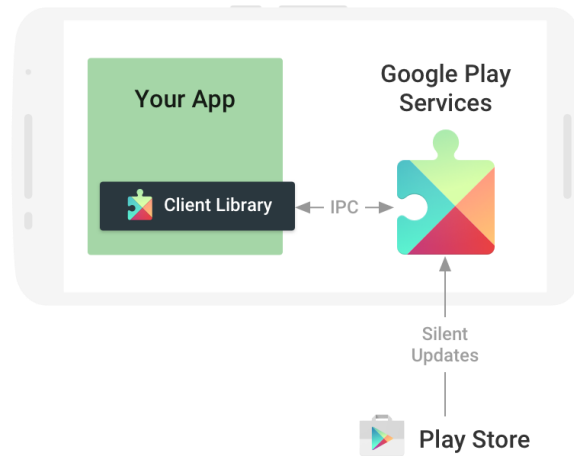 Your App
Google Play
Services
Client Library
IPC
Silent
Updates
Play Store